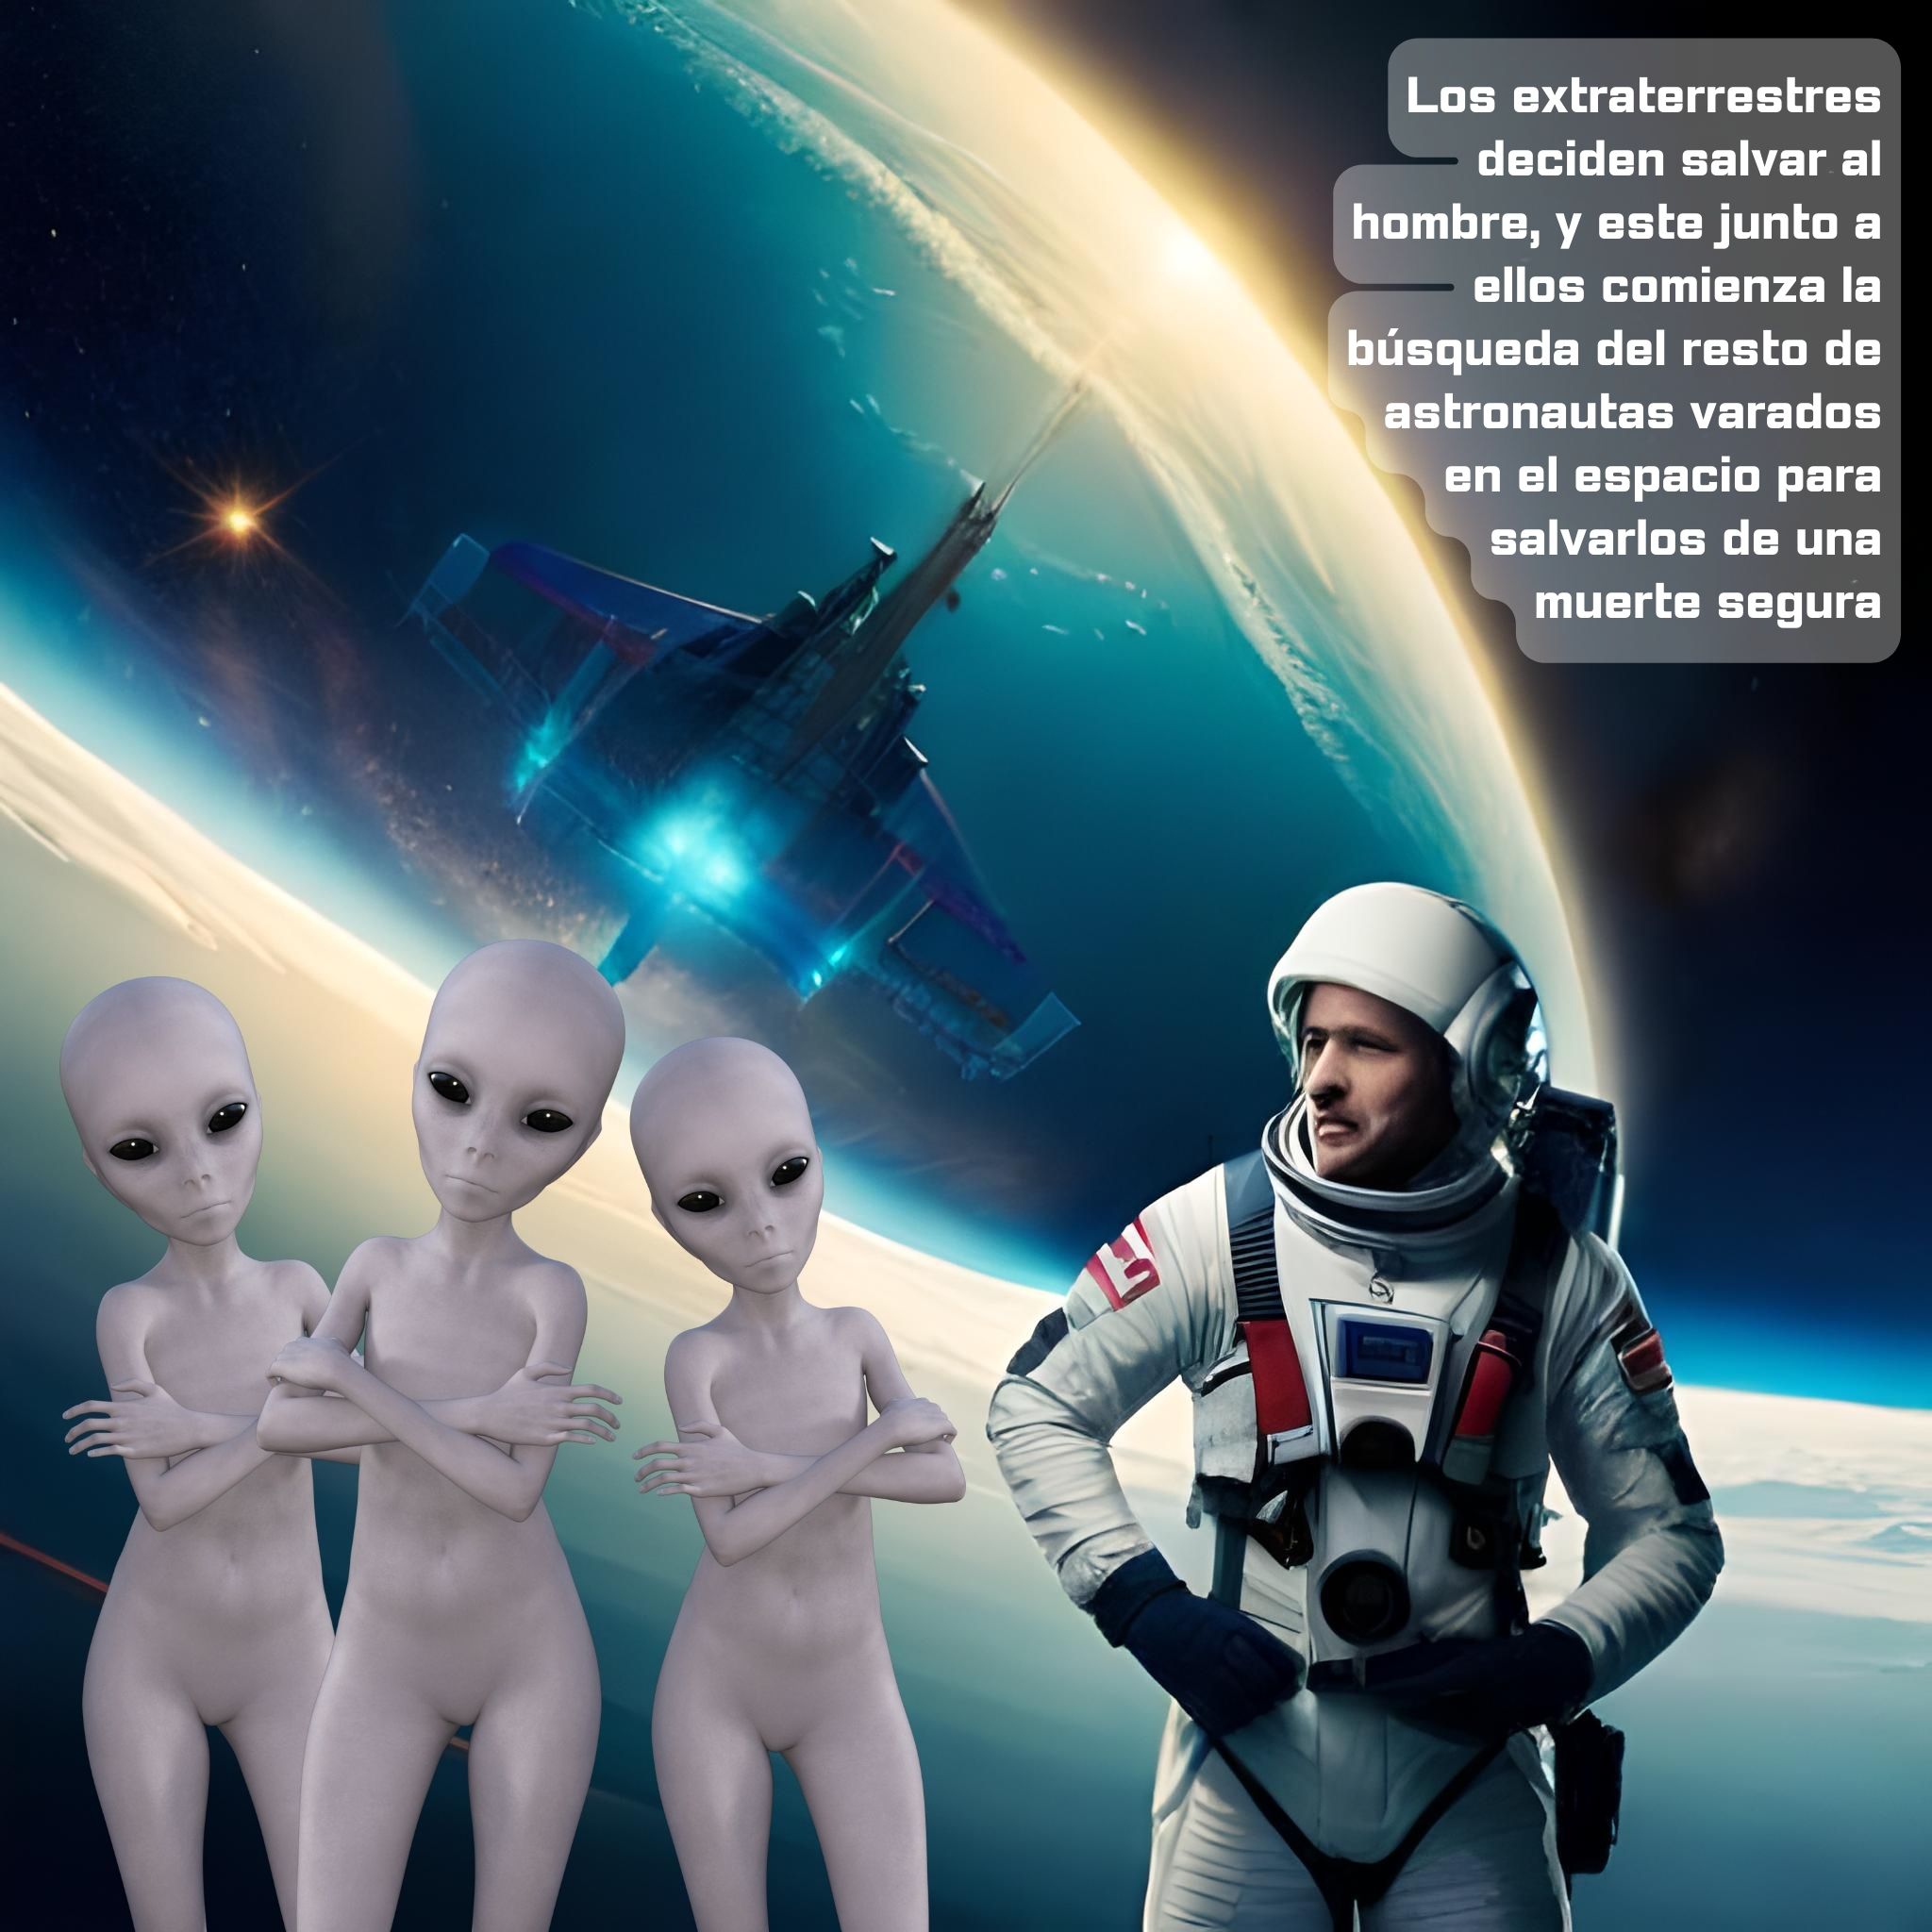 Los extraterrestres
deciden salvar al
hombre, y este junto a
ellos comienza la
búsqueda del resto de
astronautas varados
en el espacio para
salvarlos de una
muerte segura